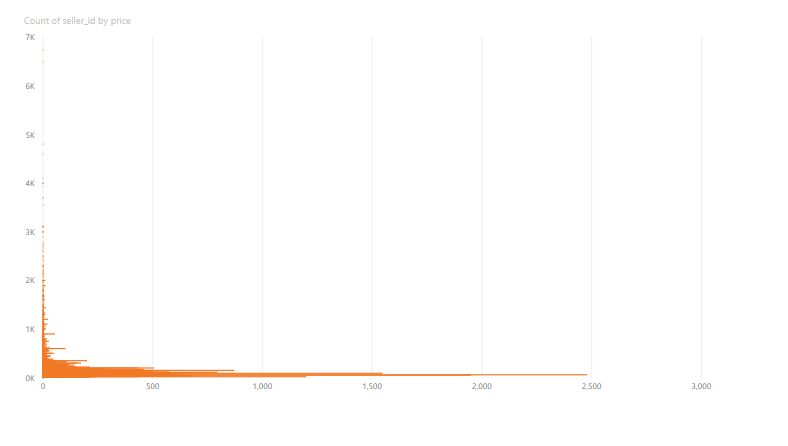 Count of seller_id by price
7K
6K
5K
4K
3K
2K
1K
0K
0 500 1,000 1,500 2,000 2,500 3,000